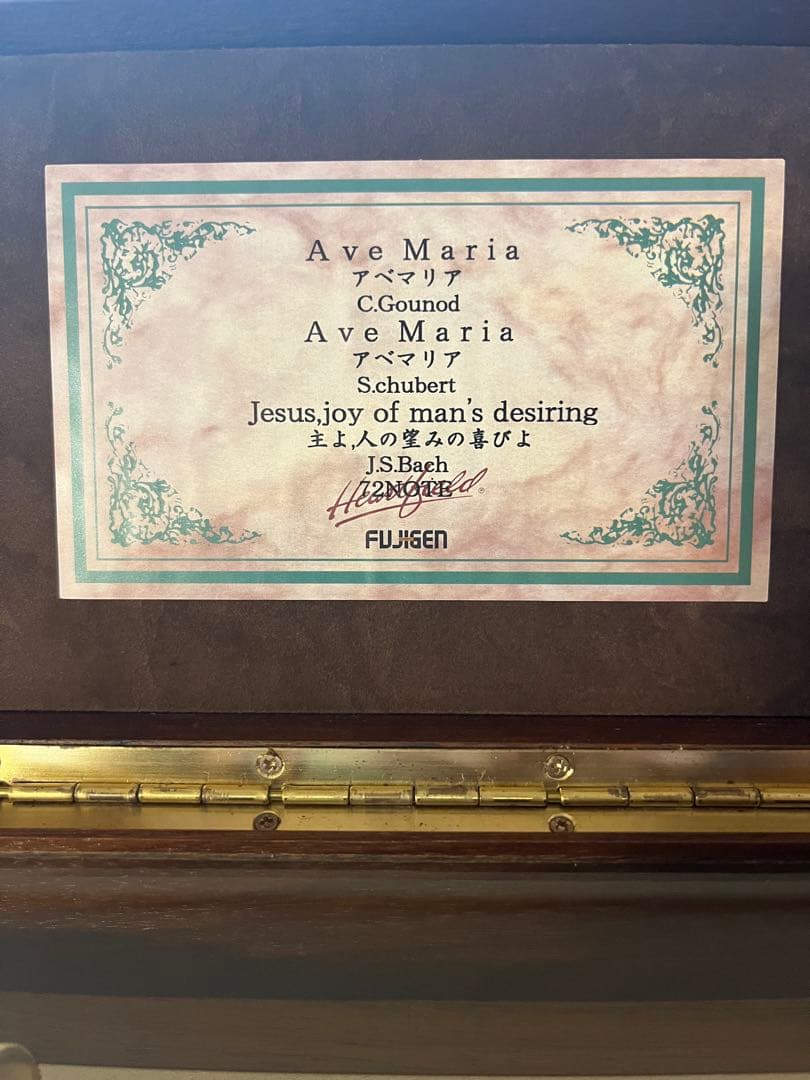 Ave Maria
アベマリア
C.Gounod
Ave Maria
アベマリア
S.chubert
Jesus,joy of man's desiring
主よ,人の望みの喜びよ
J.S.Bach
72NOTE
Heartfield
FUJIGEN